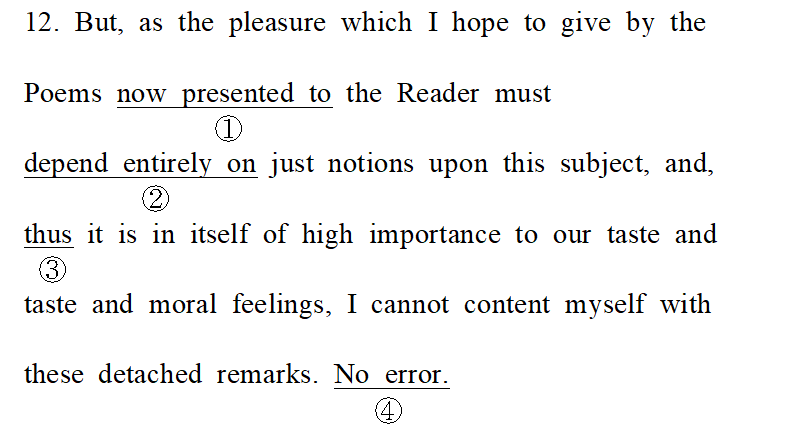 12. But, as the pleasure which I hope to give by the
Poems now presented to the Reader must
①
depend entirely on just notions upon this subject, and,
②
thus it is in itself of high importance to our taste and
③
taste and moral feelings, I cannot content myself with
these detached remarks. No error.
④